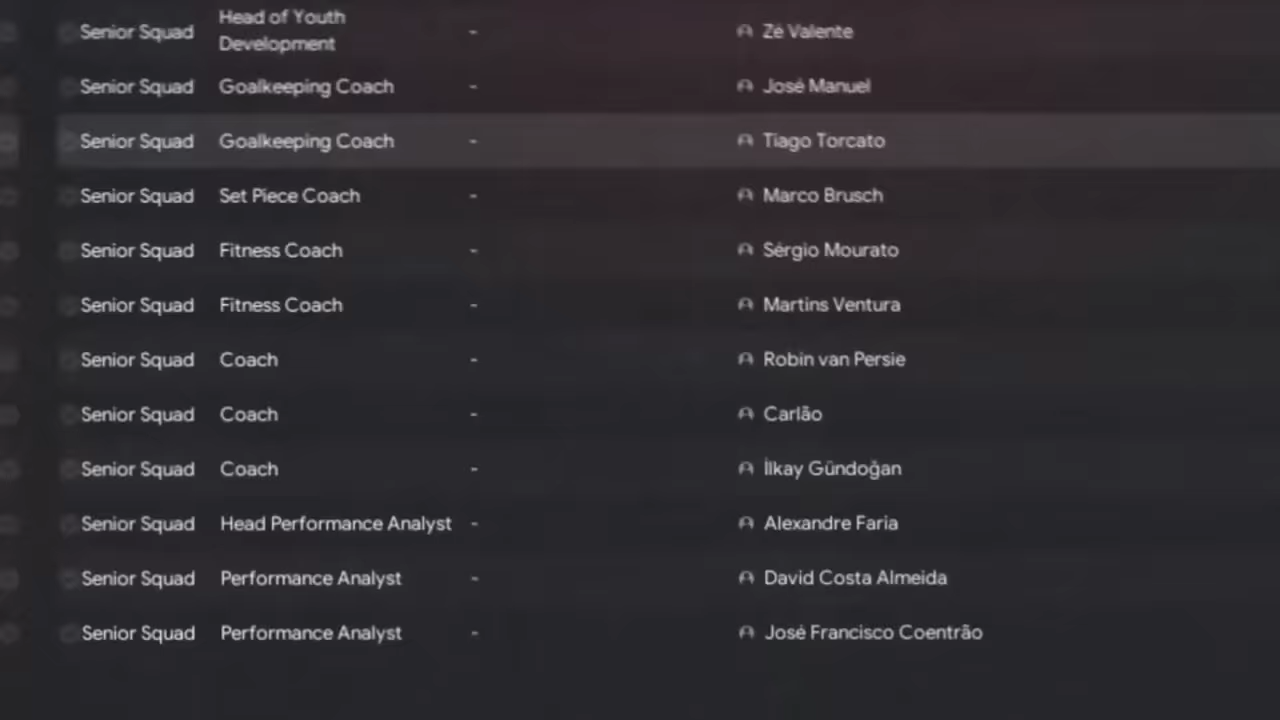 Senior Squad Head of Youth Development - Zé Valente
Senior Squad Goalkeeping Coach - José Manuel
Senior Squad Goalkeeping Coach - Tiago Torcato
Senior Squad Set Piece Coach - Marco Brusch
Senior Squad Fitness Coach - Sérgio Mourato
Senior Squad Fitness Coach - Martins Ventura
Senior Squad Coach - Robin van Persie
Senior Squad Coach - Carlão
Senior Squad Coach - İlkay Gündoğan
Senior Squad Head Performance Analyst - Alexandre Faria
Senior Squad Performance Analyst - David Costa Almeida
Senior Squad Performance Analyst - José Francisco Coentrão